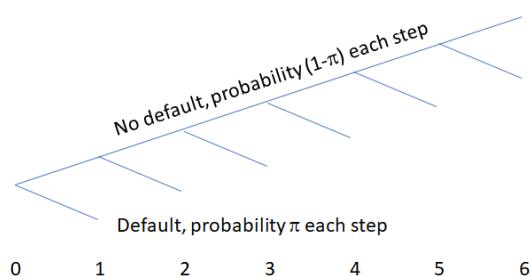 No default, probability (1-π) each step
Default, probability π each step
0 1 2 3 4 5 6